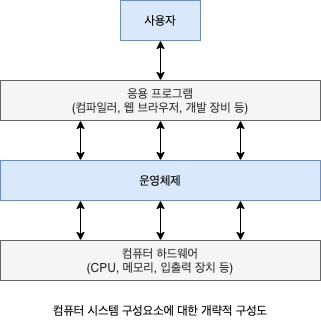 사용자
응용 프로그램
(컴파일러, 웹 브라우저, 개발 장비 등)
운영체제
컴퓨터 하드웨어
(CPU, 메모리, 입출력 장치 등)
컴퓨터 시스템 구성요소에 대한 개략적 구성도